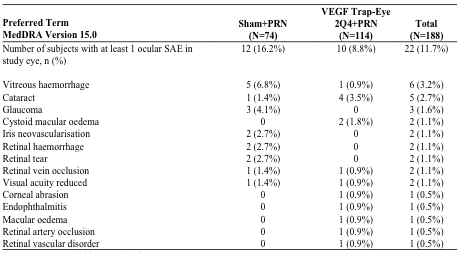 VEGF Trap-Eye
Preferred Term Sham+PRN 2Q4+PRN Total
MedDRA Version 15.0 (N=74) (N=114) (N=188)
Number of subjects with at least 1 ocular SAE in 12 (16.2%) 10 (8.8%) 22 (11.7%)
study eye, n (%)
Vitreous haemorrhage 5 (6.8%) 1 (0.9%) 6 (3.2%)
Cataract 1 (1.4%) 4 (3.5%) 5 (2.7%)
Glaucoma 3 (4.1%) 0 3 (1.6%)
Cystoid macular oedema 0 2 (1.8%) 2 (1.1%)
Iris neovascularisation 2 (2.7%) 0 2 (1.1%)
Retinal haemorrhage 2 (2.7%) 0 2 (1.1%)
Retinal tear 2 (2.7%) 0 2 (1.1%)
Retinal vein occlusion 1 (1.4%) 1 (0.9%) 2 (1.1%)
Visual acuity reduced 1 (1.4%) 1 (0.9%) 2 (1.1%)
Corneal abrasion 0 1 (0.9%) 1 (0.5%)
Endophthalmitis 0 1 (0.9%) 1 (0.5%)
Macular oedema 0 1 (0.9%) 1 (0.5%)
Retinal artery occlusion 0 1 (0.9%) 1 (0.5%)
Retinal vascular disorder 0 1 (0.9%) 1 (0.5%)